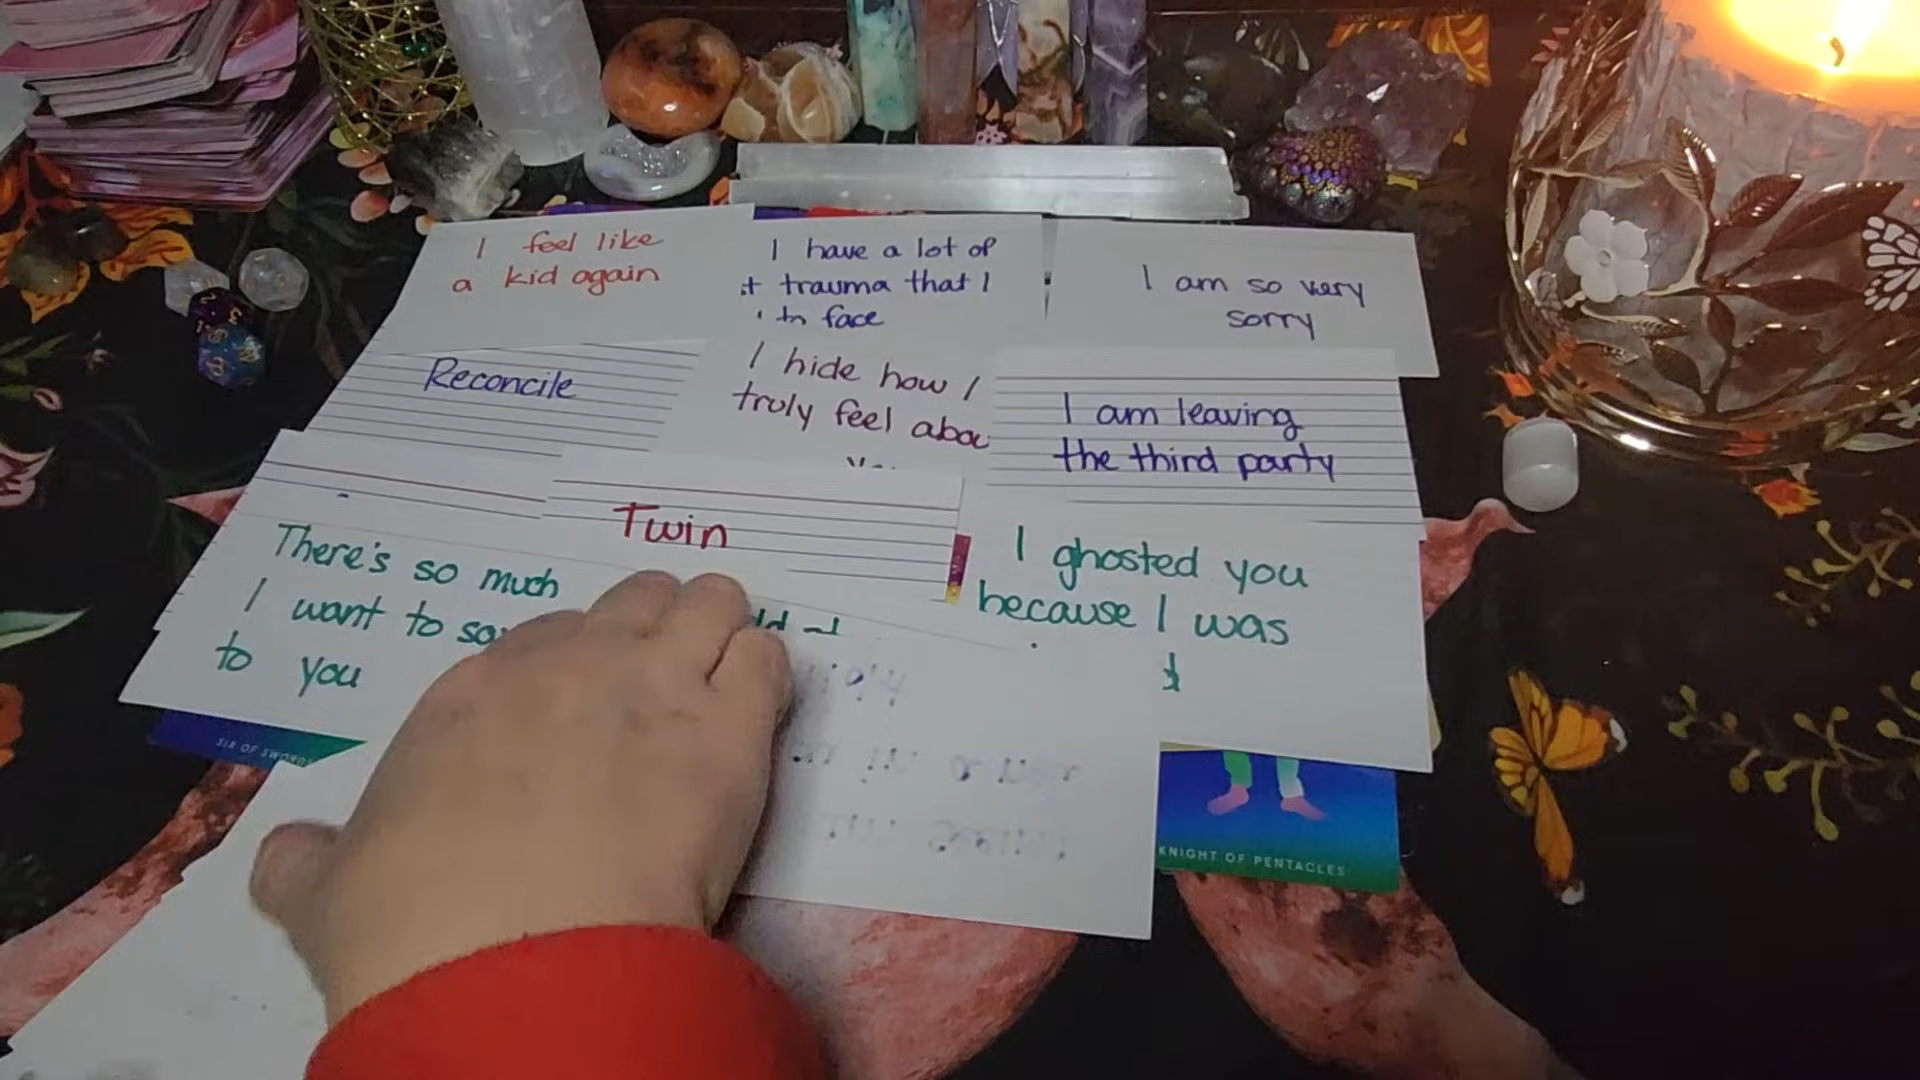 I feel like
a kid again
I have a lot of
trauma that I
to face
I am so very
sorry
Reconcile
I hide how I
truly feel
I am leaving
the third party
Twin
There's so much
I want to
to you
I ghosted you
because I was
SIX OF SWORDS
KNIGHT OF PENTACLES